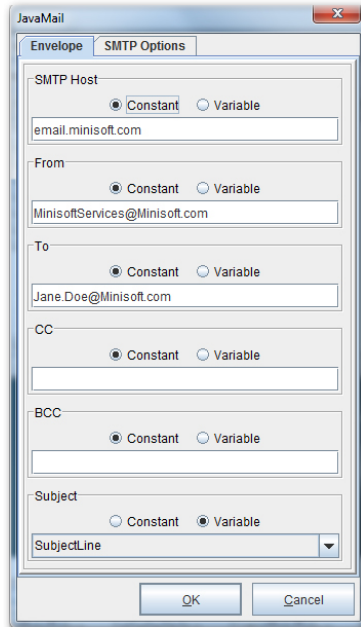 JavaMail
Envelope SMTP Options
SMTP Host
Constant Variable
email.minisoft.com
From
Constant Variable
MinisoftServices@Minisoft.com
To
Constant Variable
Jane.Doe@Minisoft.com
CC
Constant Variable
BCC
Constant Variable
Subject
Constant Variable
SubjectLine
OK Cancel